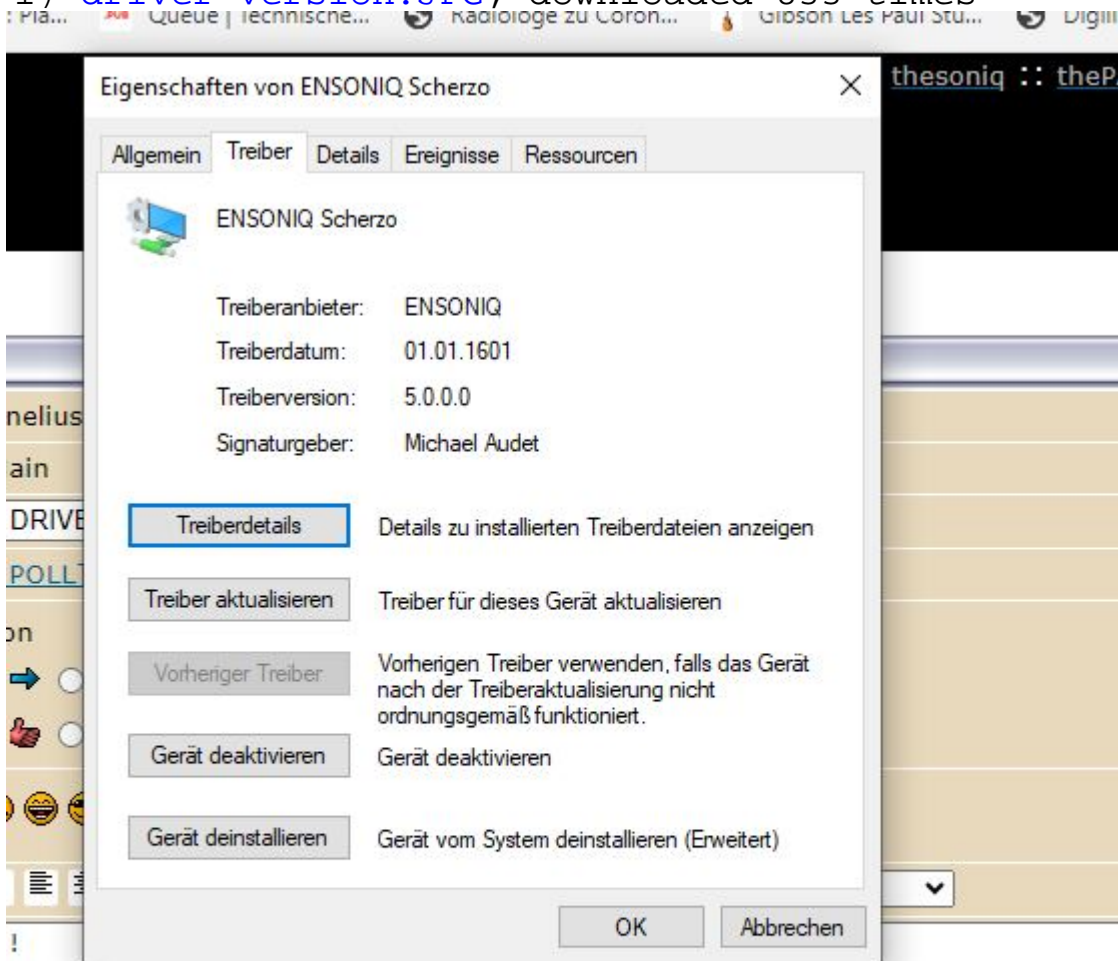 : Pla...
Queue | Technische...
Radiologe zu Coron...
Gibson Les Paul Stu...
thesoniq :: theP
Eigenschaften von ENSONIQ Scherzo
Allgemein Treiber Details Ereignisse Ressourcen
ENSONIQ Scherzo
Treiberanbieter: ENSONIQ
Treiberdatum: 01.01.1601
Treiberversion: 5.0.0.0
Signaturgeber: Michael Audet
nelius
ain
DRIVE
POLL
on
Treiberdetails Details zu installierten Treiberdateien anzeigen
Treiber aktualisieren Treiber für dieses Gerät aktualisieren
Vorheriger Treiber Vorherigen Treiber verwenden, falls das Gerät
nach der Treiberaktualisierung nicht
ordnungsgemäß funktioniert.
Gerät deaktivieren Gerät deaktivieren
Gerät deinstallieren Gerät vom System deinstallieren (Erweitert)
OK Abbrechen
!